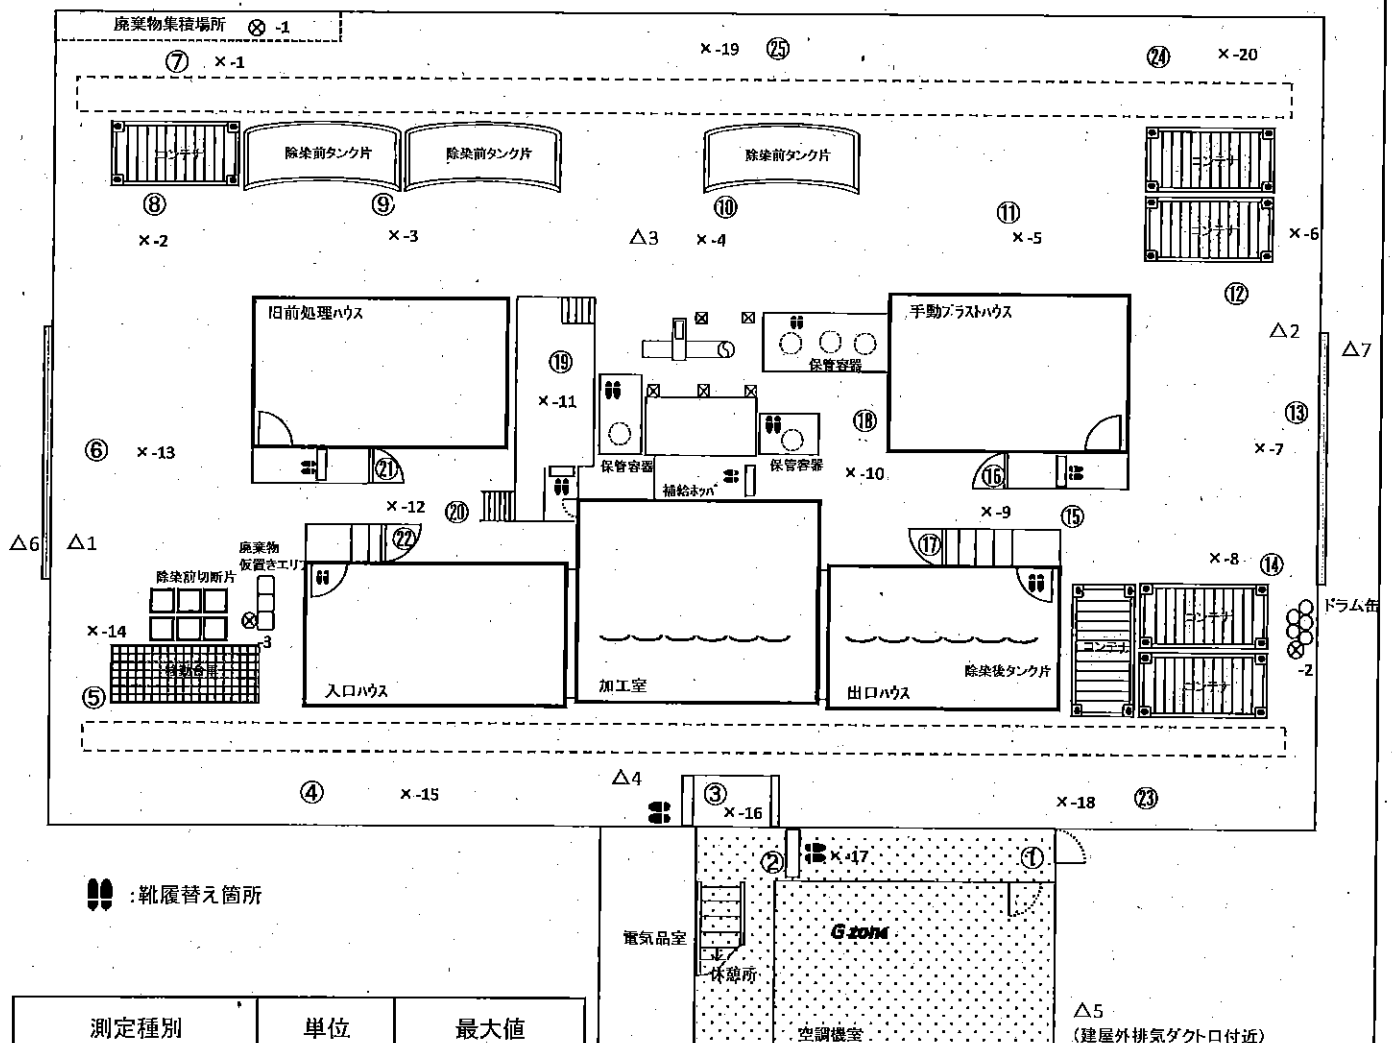 廃棄物集積場所 ⊗ -1
⑦ ×-1
×-19 ㉕
㉔ ×-20
コンテナ
除染前タンク片
除染前タンク片
除染前タンク片
コンテナ
⑧
⑨
⑩
⑪
×-2
×-3
△3
×-4
×-5
コンテナ
×-6
⑫
旧前処理ハウス
手動ブラストハウス
△2
△7
⑲
保管容器
×-11
⑱
⑬
⑥ ×-13
㉑
保管容器
保管容器
×-10
⑯
×-7
補給ホッパ
×-12
⑳
×-9
⑮
△6 △1
㉒
⑰
廃棄物
仮置きエリア
×-8
⑭
除染前切断片
ドラム缶
×-14
⊗
-3
コンテナ
コンテナ
⊗
-2
移動台車
除染後タンク片
コンテナ
⑤
入口ハウス
加工室
出口ハウス
④ ×-15
△4
③
×-16
×-18 ㉓
② ×-17
①
:靴履替え箇所
電気品室
G zone
休憩所
空調機室
△5
(建屋外排気ダクト口付近)
測定種別 単位 最大値